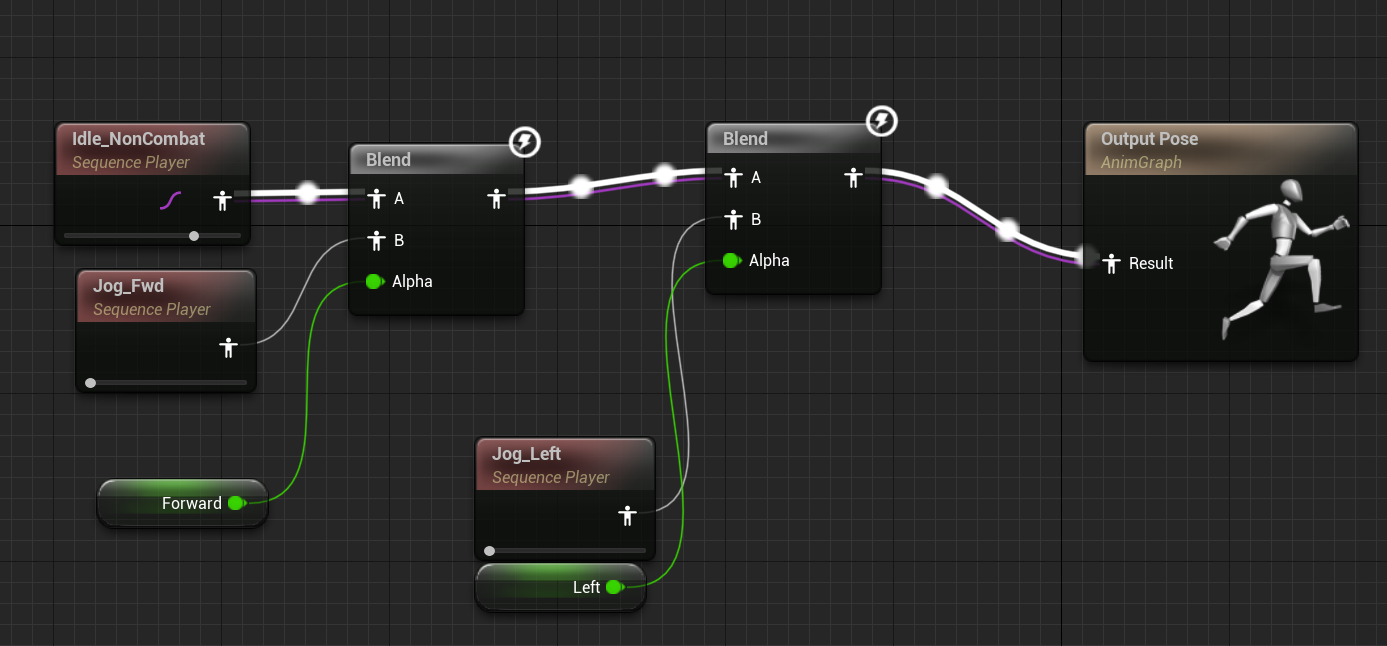 Idle_NonCombat
Sequence Player
Blend
A
B
Alpha
Jog_Fwd
Sequence Player
Forward
Blend
A
B
Alpha
Jog_Left
Sequence Player
Left
Output Pose
AnimGraph
Result